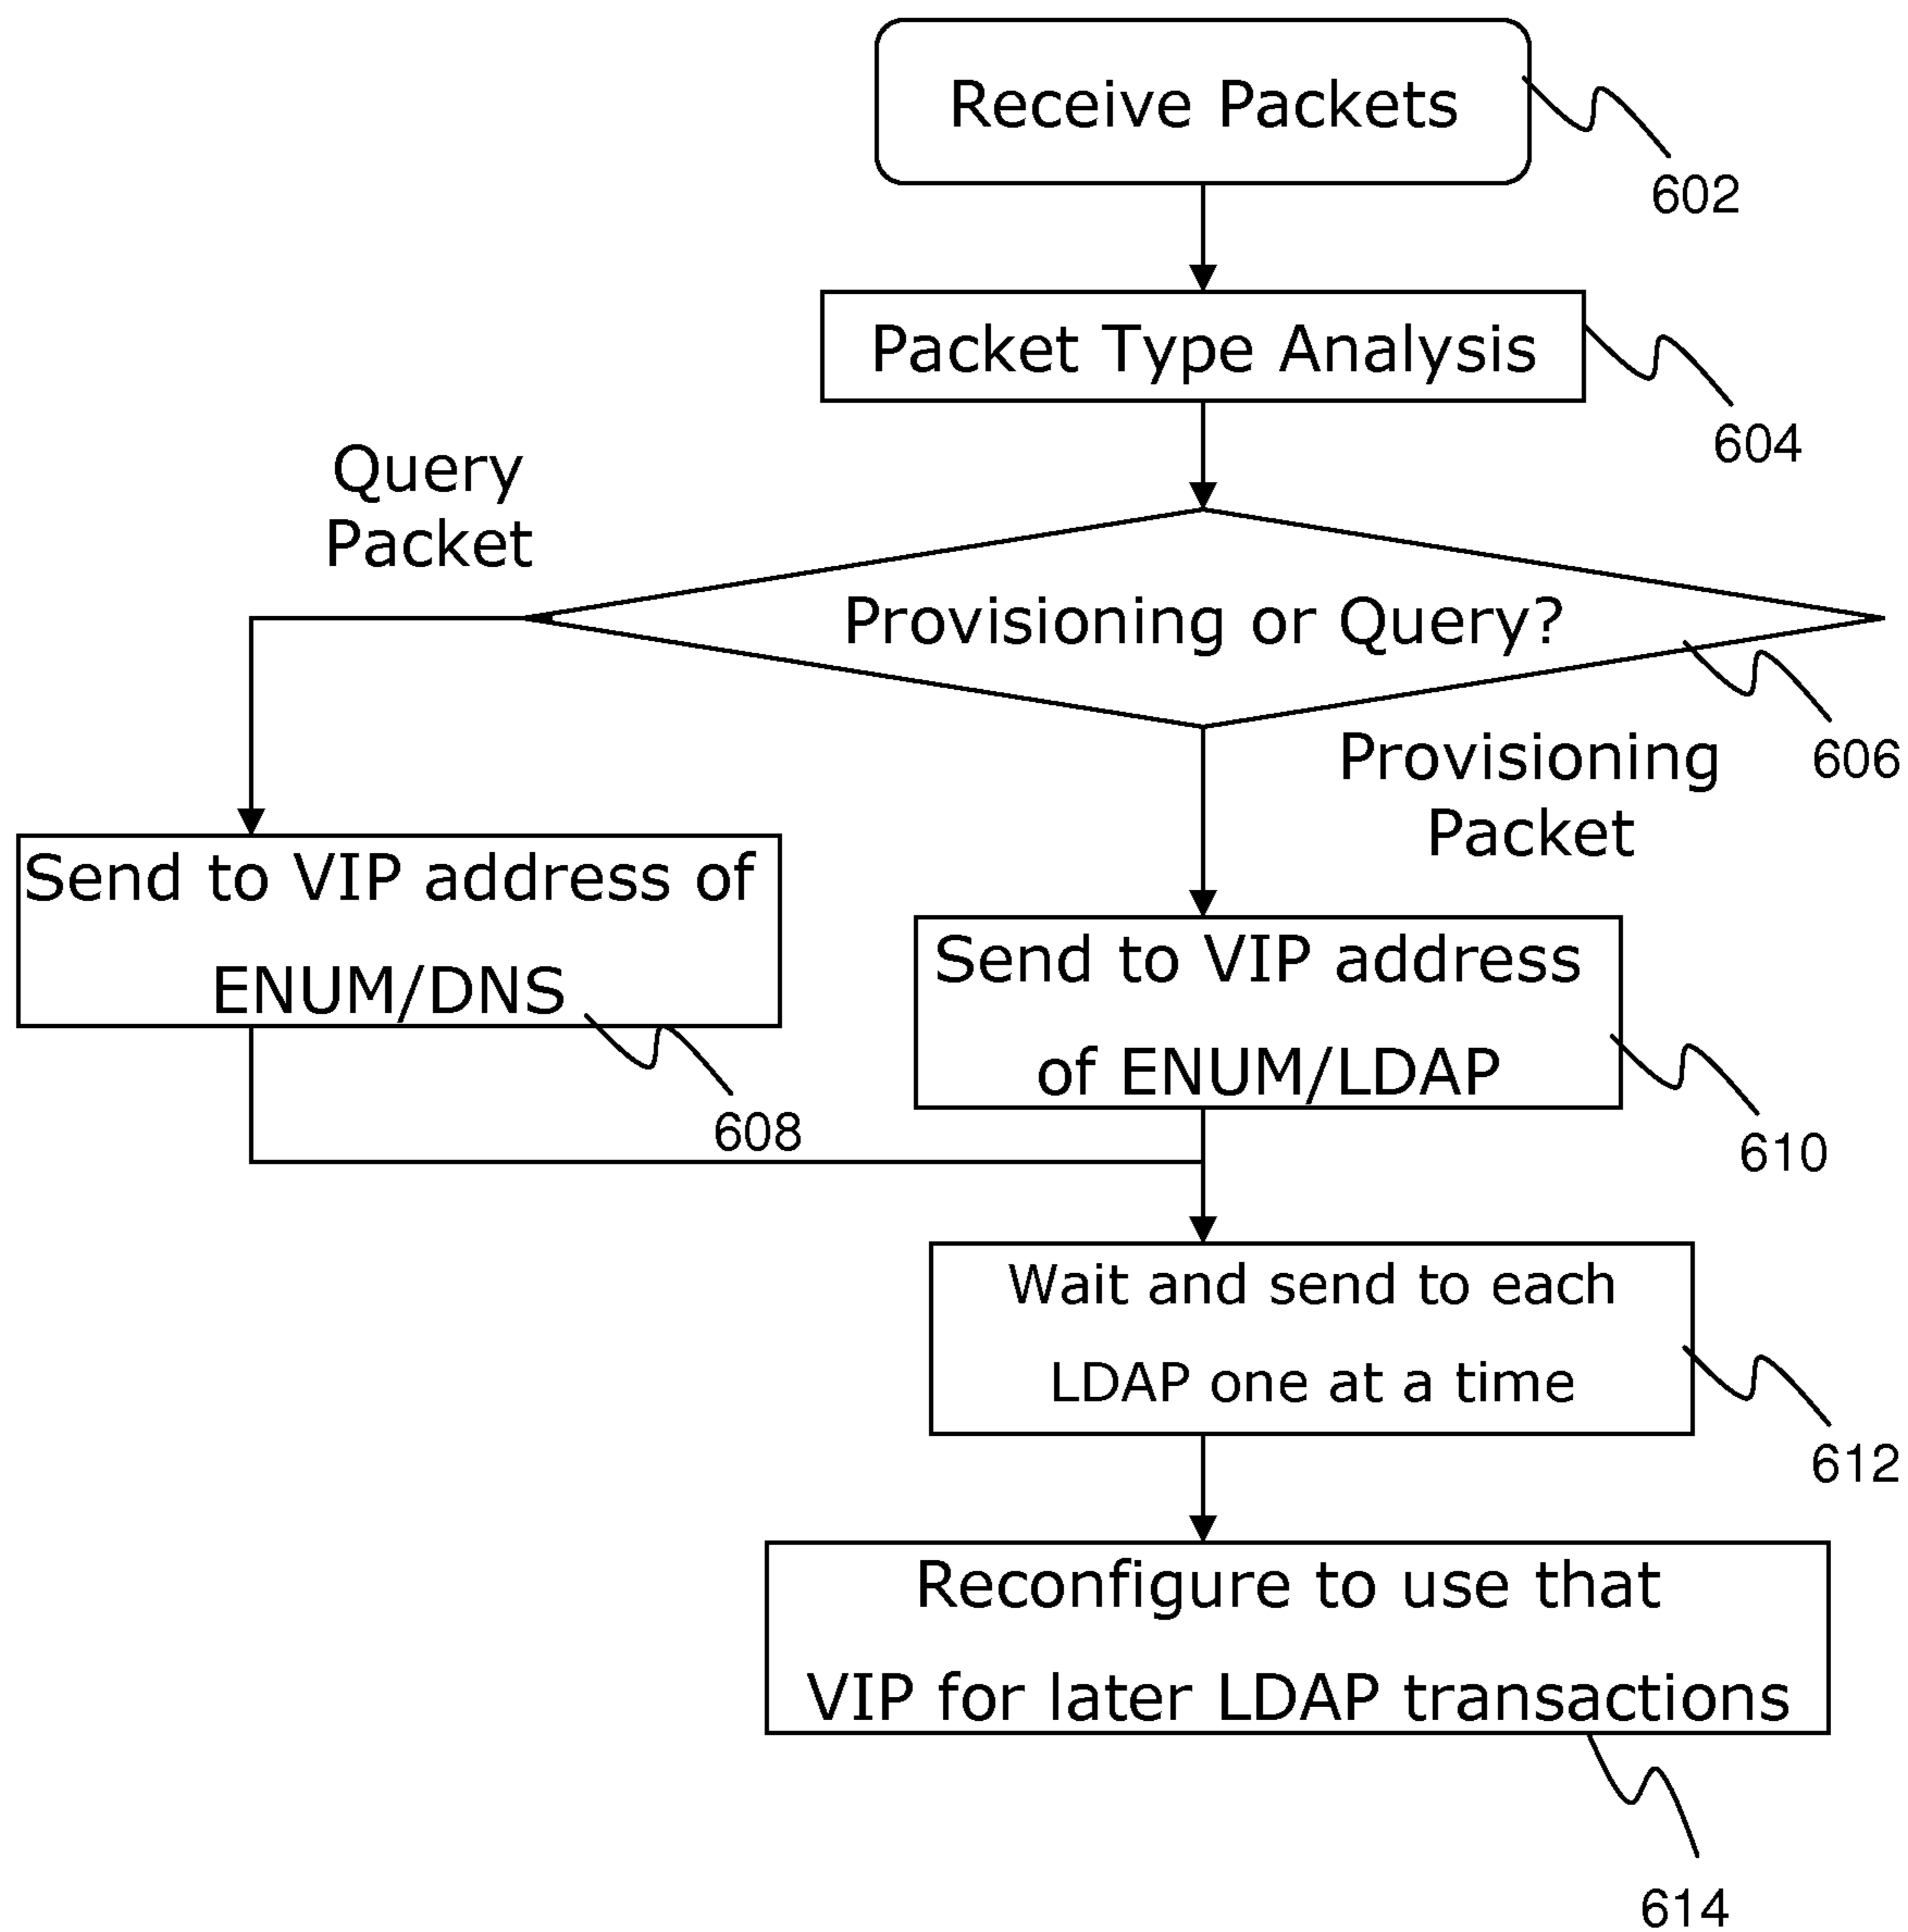 Receive Packets
602
Packet Type Analysis
604
Query
Packet
Provisioning or Query?
606
Provisioning
Packet
Send to VIP address of
ENUM/DNS
608
Send to VIP address
of ENUM/LDAP
610
Wait and send to each
LDAP one at a time
612
Reconfigure to use that
VIP for later LDAP transactions
614